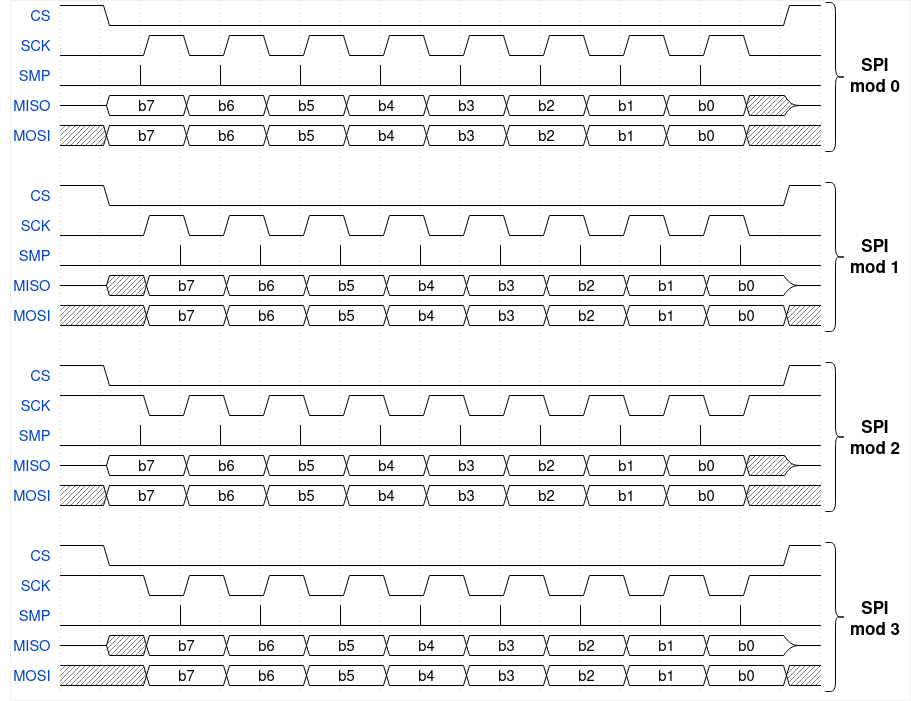 CS
SCK
SMP
MISO b7 b6 b5 b4 b3 b2 b1 b0
MOSI b7 b6 b5 b4 b3 b2 b1 b0
SPI
mod 0
CS
SCK
SMP
MISO b7 b6 b5 b4 b3 b2 b1 b0
MOSI b7 b6 b5 b4 b3 b2 b1 b0
SPI
mod 1
CS
SCK
SMP
MISO b7 b6 b5 b4 b3 b2 b1 b0
MOSI b7 b6 b5 b4 b3 b2 b1 b0
SPI
mod 2
CS
SCK
SMP
MISO b7 b6 b5 b4 b3 b2 b1 b0
MOSI b7 b6 b5 b4 b3 b2 b1 b0
SPI
mod 3